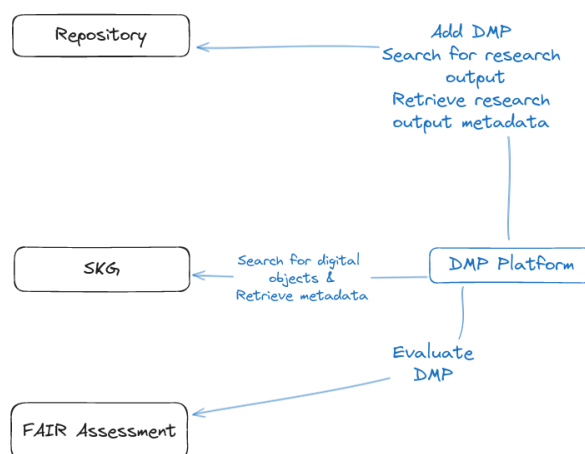 Repository
Add DMP
Search for research
output
Retrieve research
output metadata
SKG
Search for digital
objects &
Retrieve metadata
DMP Platform
Evaluate
DMP
FAIR Assessment